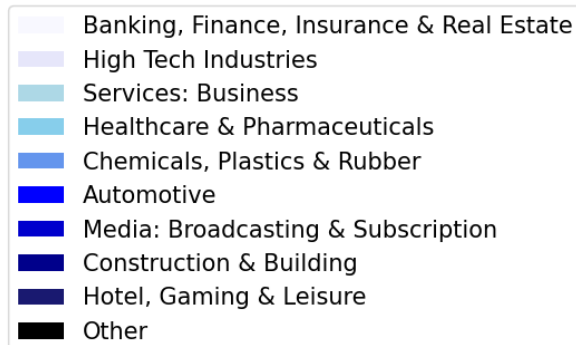 Banking, Finance, Insurance & Real Estate
High Tech Industries
Services: Business
Healthcare & Pharmaceuticals
Chemicals, Plastics & Rubber
Automotive
Media: Broadcasting & Subscription
Construction & Building
Hotel, Gaming & Leisure
Other